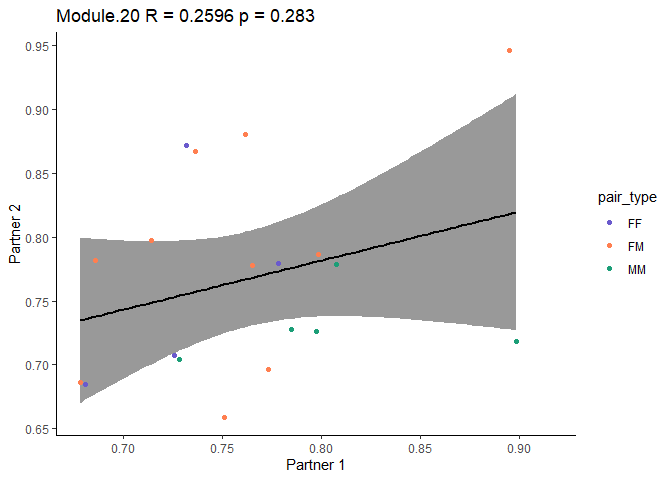 Module.20 R = 0.2596 p = 0.283
0.95
0.90
0.85
0.80
0.75
0.70
0.65
Partner 2
0.70 0.75 0.80 0.85 0.90
Partner 1
pair_type
FF
FM
MM